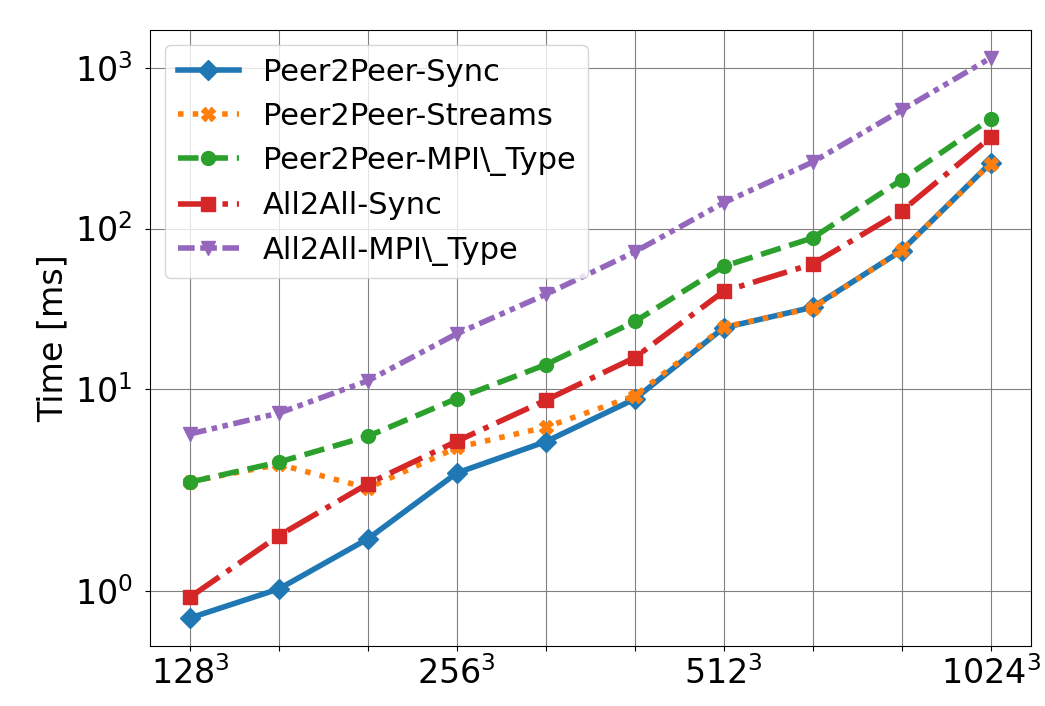 10³
10²
10¹
10⁰
Time [ms]
Peer2Peer-Sync
Peer2Peer-Streams
Peer2Peer-MPI\_Type
All2All-Sync
All2All-MPI\_Type
128³ 256³ 512³ 1024³